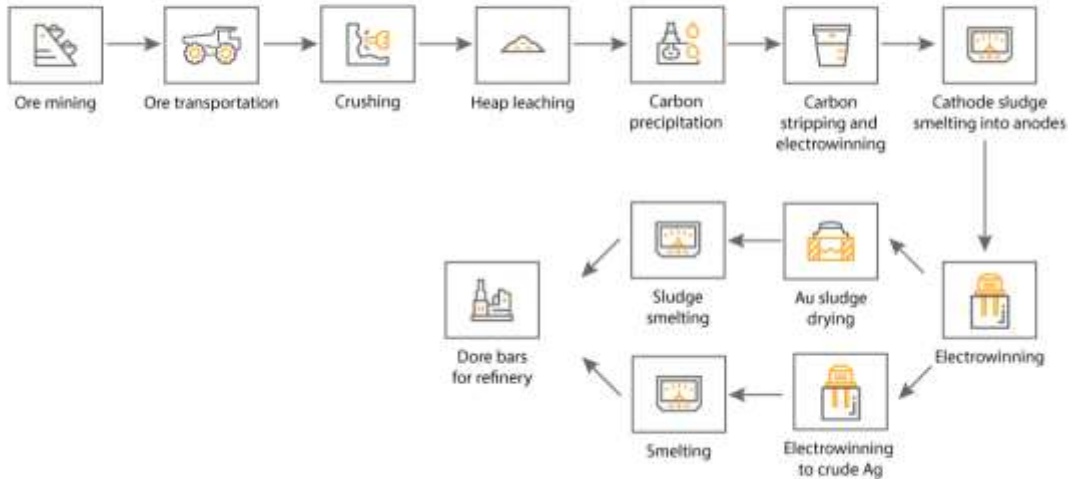 Ore mining
Ore transportation
Crushing
Heap leaching
Carbon
precipitation
Carbon
stripping and
electrowinning
Cathode sludge
smelting into anodes
Electrowinning
Au sludge
drying
Sludge
smelting
Electrowinning
to crude Ag
Smelting
Dore bars
for refinery